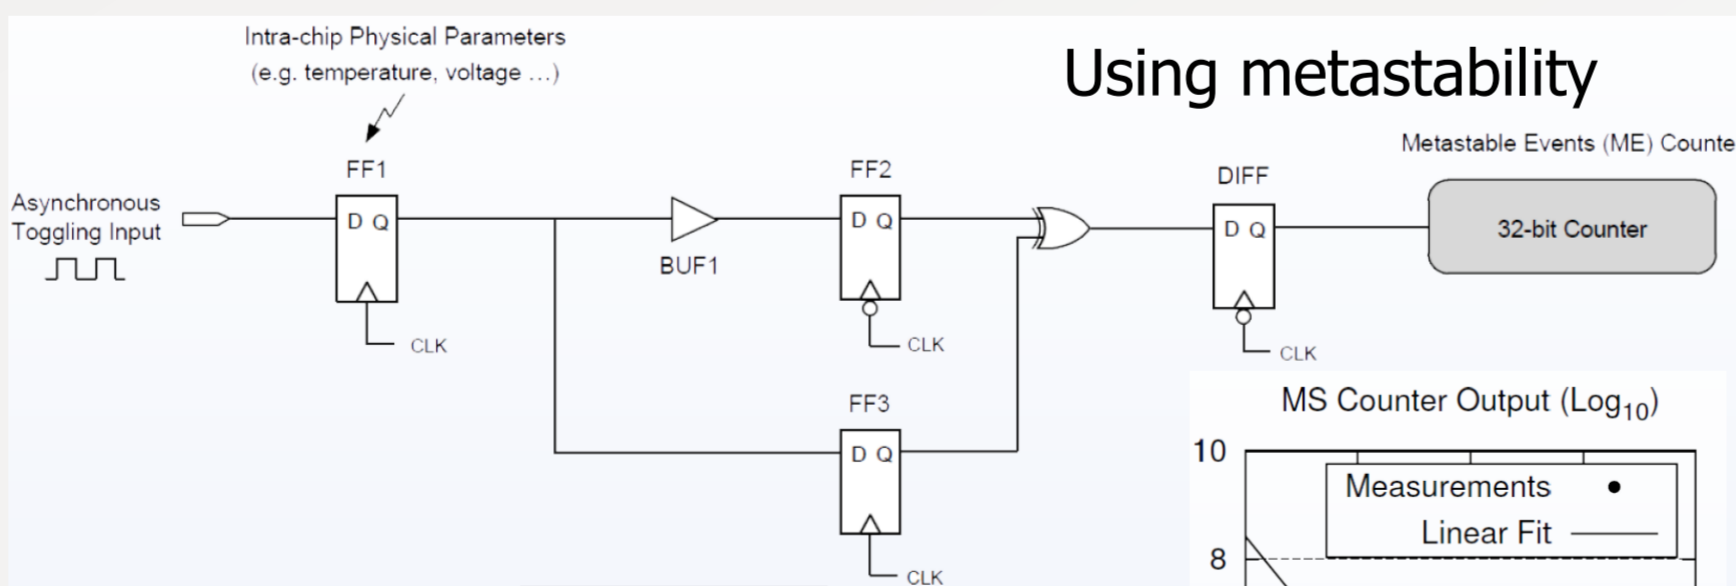 Using metastability
Intra-chip Physical Parameters
(e.g. temperature, voltage ...)
Asynchronous
Toggling Input
FF1
D Q
CLK
BUF1
FF2
D Q
CLK
FF3
D Q
CLK
DIFF
D Q
CLK
Metastable Events (ME) Counte
32-bit Counter
MS Counter Output (Log10)
10
Measurements
Linear Fit
8